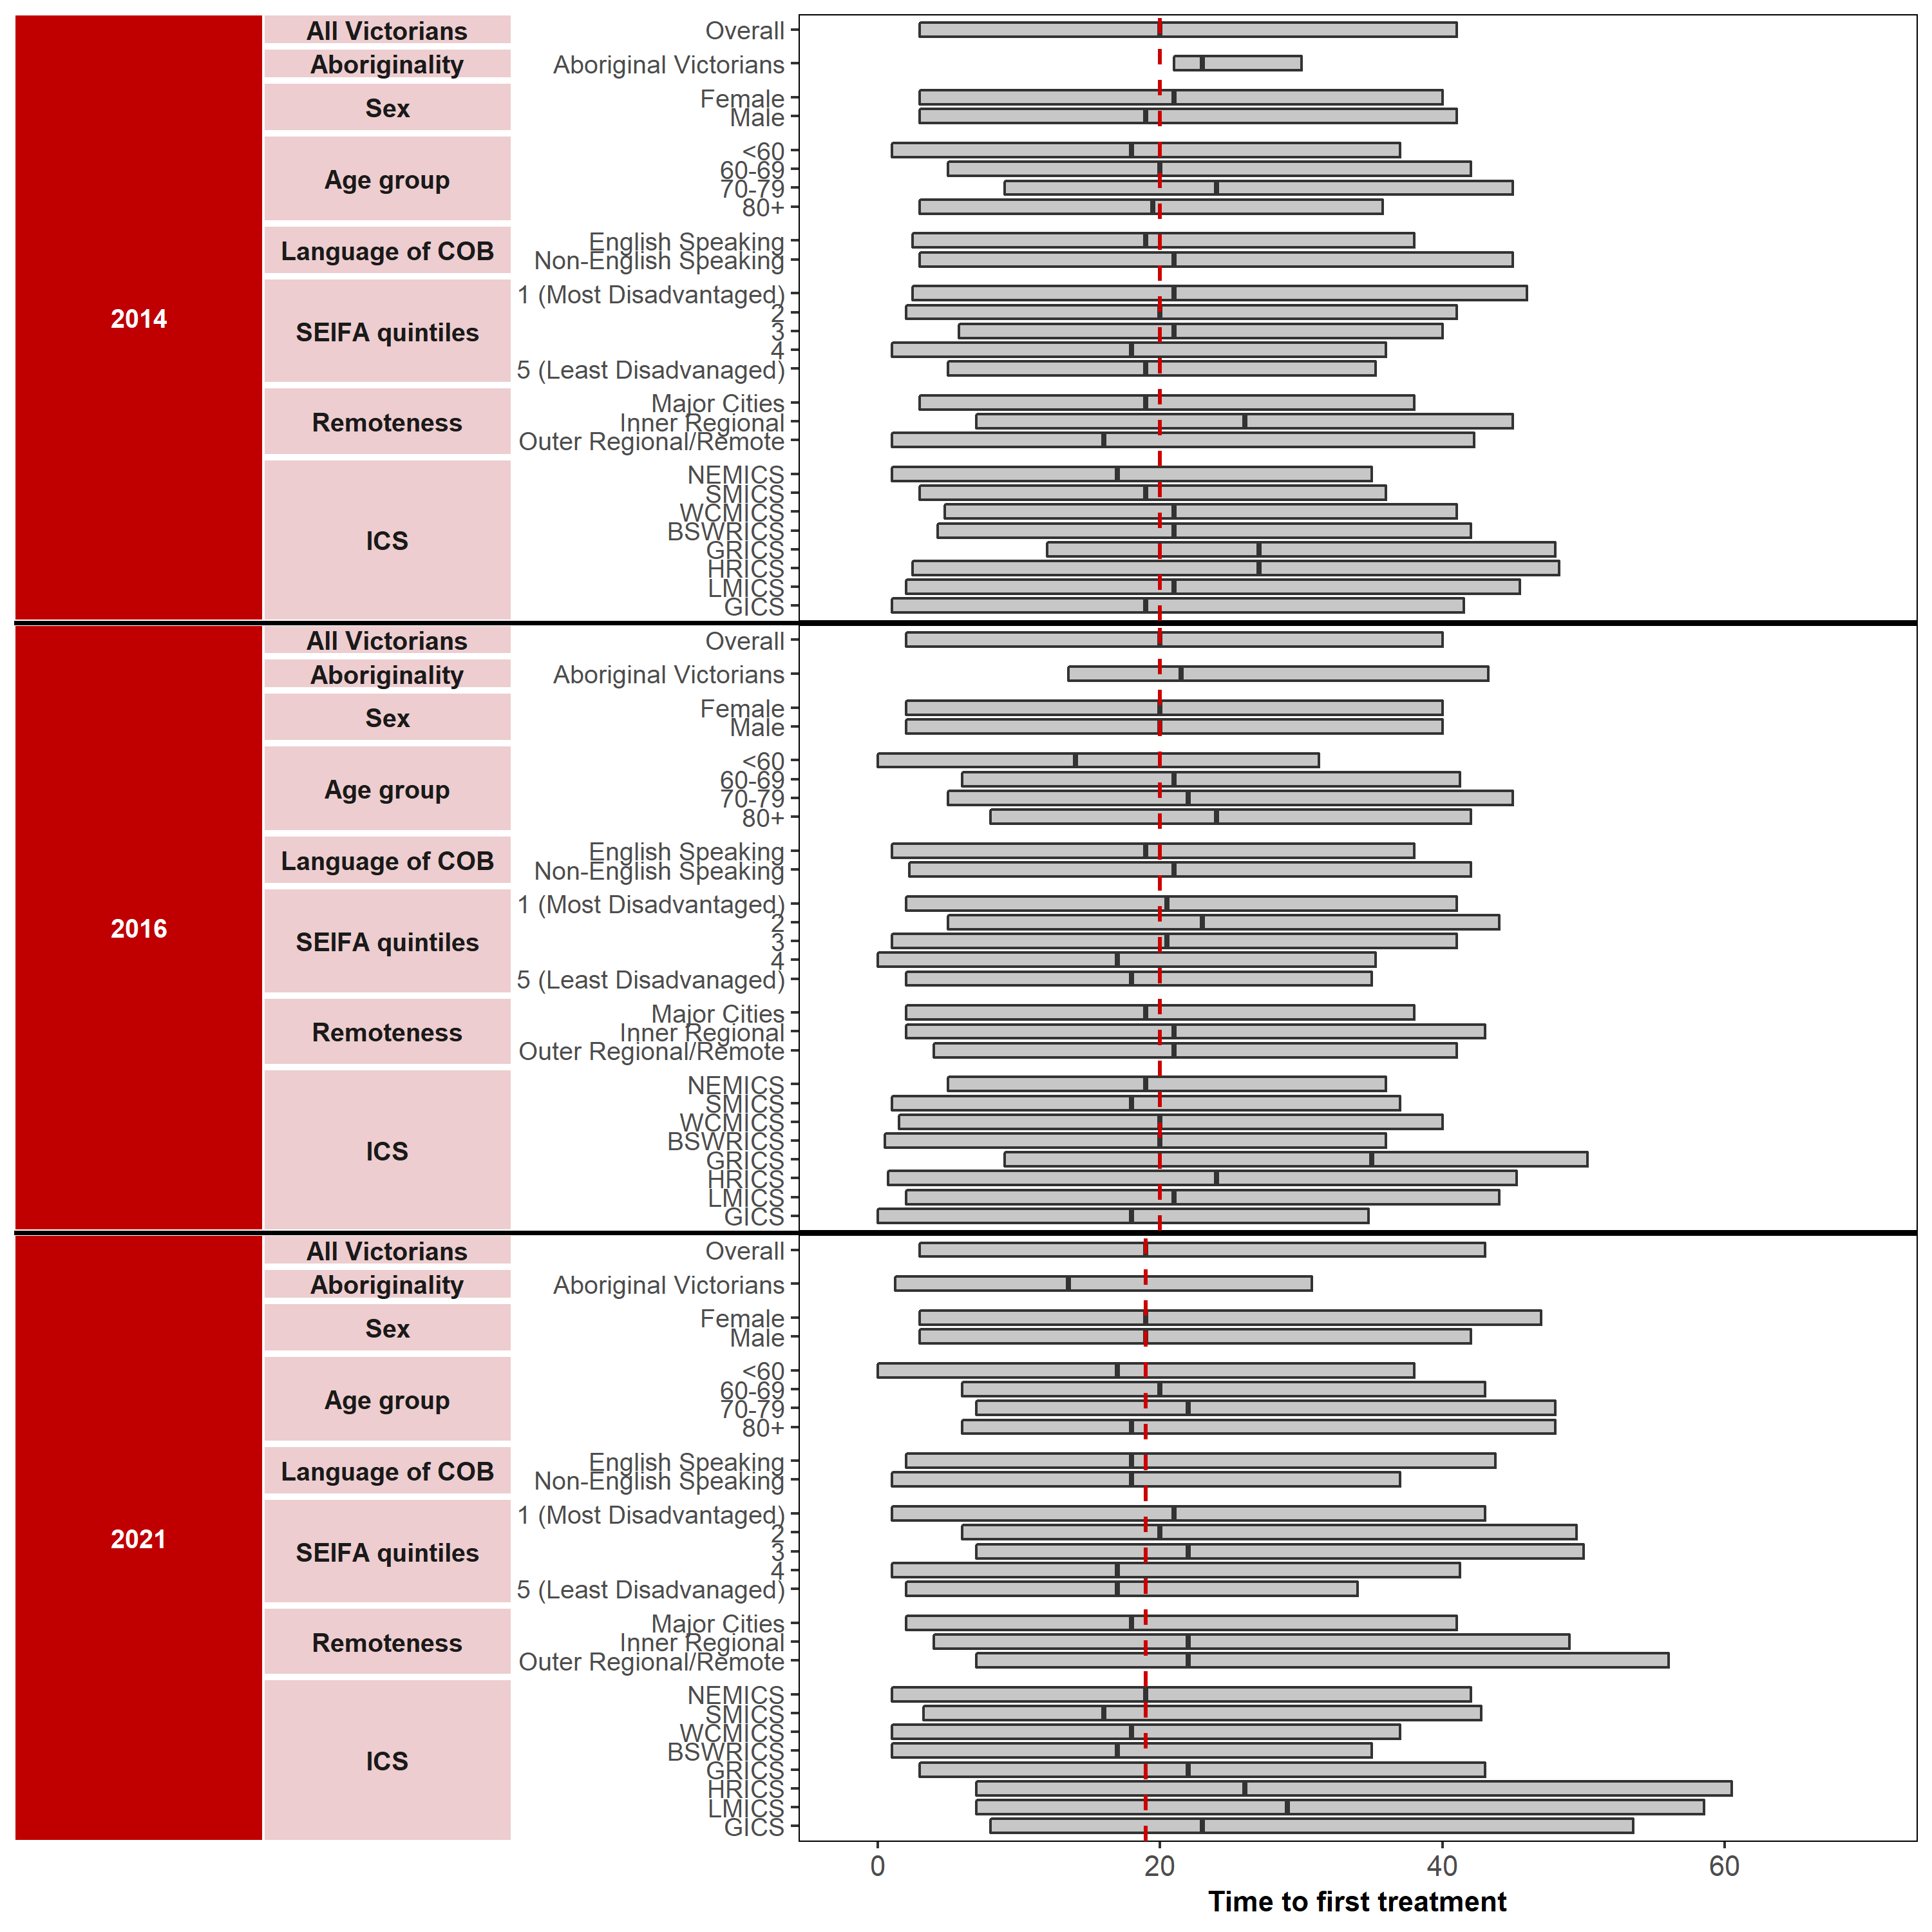 2014
All Victorians
Overall
Aboriginality
Aboriginal Victorians
Sex
Female
Male
Age group
<60
60-69
70-79
80+
Language of COB
English Speaking
Non-English Speaking
SEIFA quintiles
1 (Most Disadvantaged)
2
3
4
5 (Least Disadvanaged)
Remoteness
Major Cities
Inner Regional
Outer Regional/Remote
ICS
NEMICS
SMICS
WCMICS
BSWRICS
GRICS
HRICS
LMICS
GICS
2016
All Victorians
Overall
Aboriginality
Aboriginal Victorians
Sex
Female
Male
Age group
<60
60-69
70-79
80+
Language of COB
English Speaking
Non-English Speaking
SEIFA quintiles
1 (Most Disadvantaged)
2
3
4
5 (Least Disadvanaged)
Remoteness
Major Cities
Inner Regional
Outer Regional/Remote
ICS
NEMICS
SMICS
WCMICS
BSWRICS
GRICS
HRICS
LMICS
GICS
2021
All Victorians
Overall
Aboriginality
Aboriginal Victorians
Sex
Female
Male
Age group
<60
60-69
70-79
80+
Language of COB
English Speaking
Non-English Speaking
SEIFA quintiles
1 (Most Disadvantaged)
2
3
4
5 (Least Disadvanaged)
Remoteness
Major Cities
Inner Regional
Outer Regional/Remote
ICS
NEMICS
SMICS
WCMICS
BSWRICS
GRICS
HRICS
LMICS
GICS
0 20 40 60
Time to first treatment